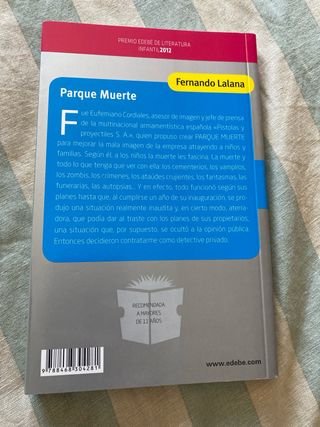 PREMIO EDEBÉ DE LITERATURA
INFANTIL 2012
Fernando Lalana
Parque Muerte
Fue Eufemiano Cordiales, asesor de imagen y jefe de prensa
de la multinacional armamentística española «Pistolas y
proyectiles S. A.», quien propuso crear PARQUE MUERTE
para mejorar la mala imagen de la empresa atrayendo a niños
y familias. Según él, a los niños la muerte les fascina. La muerte y
todo lo que tenga que ver con ella: los cementerios, los vampiros,
los zombis, los crímenes, los ataúdes crujientes, los fantasmas, las
funerarias, las autopsias... Y en efecto, todo funcionó según sus
planes hasta que, al cumplirse un año de su inauguración, se pro-
dujo una situación realmente inaudita y, en cierto modo, aterra-
dora, que podía dar al traste con los planes de sus propietarios,
una situación que, por supuesto, se ocultó a la opinión pública.
Entonces decidieron contratarme como detective privado.
RECOMENDADA
A MAYORES
DE 11 AÑOS
www.edebe.com
9 788468 304281